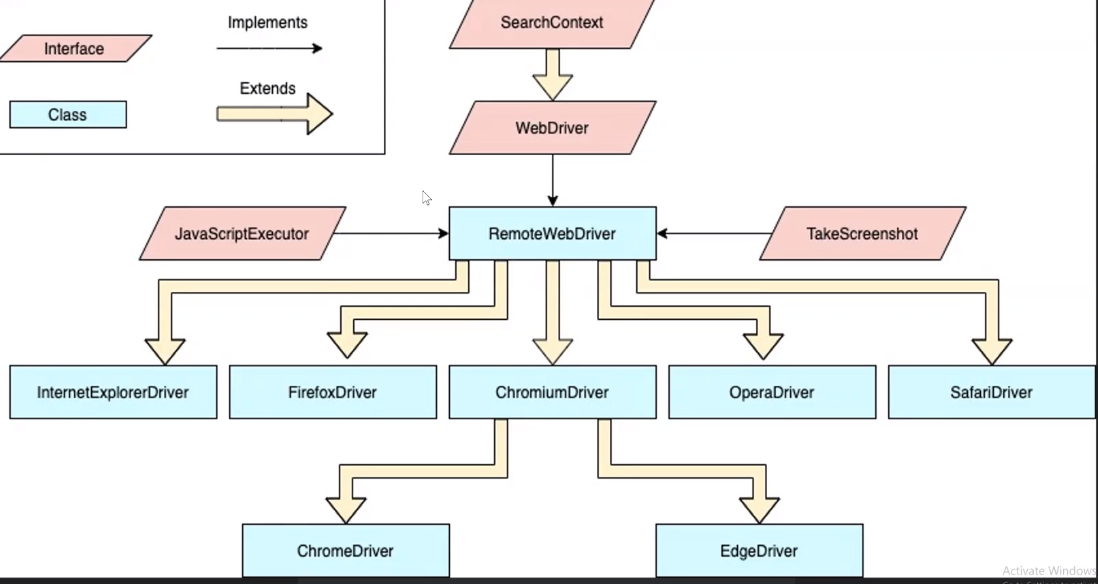 Implements
Interface
Extends
Class
SearchContext
WebDriver
JavaScriptExecutor
RemoteWebDriver
TakeScreenshot
InternetExplorerDriver
FirefoxDriver
ChromiumDriver
OperaDriver
SafariDriver
ChromeDriver
EdgeDriver
Activate Windows